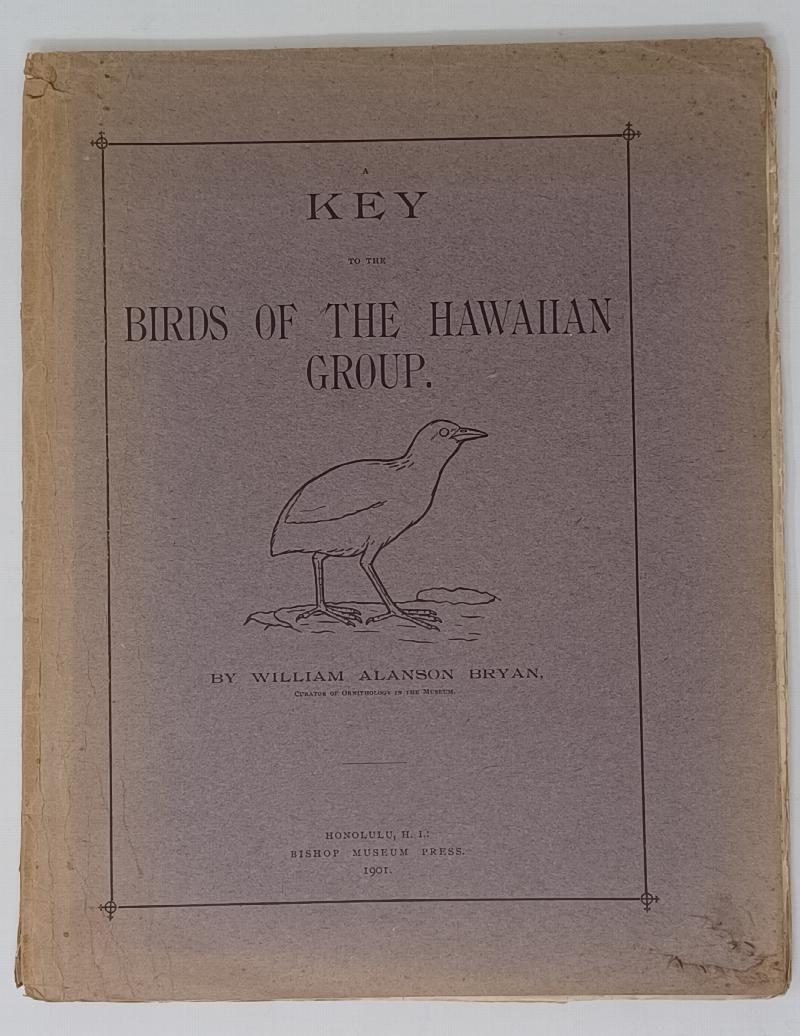 A
KEY
TO THE
BIRDS OF THE HAWAIIAN
GROUP.
BY WILLIAM ALANSON BRYAN,
CURATOR OF ORNITHOLOGY IN THE MUSEUM.
HONOLULU, H. I.:
BISHOP MUSEUM PRESS.
1901.